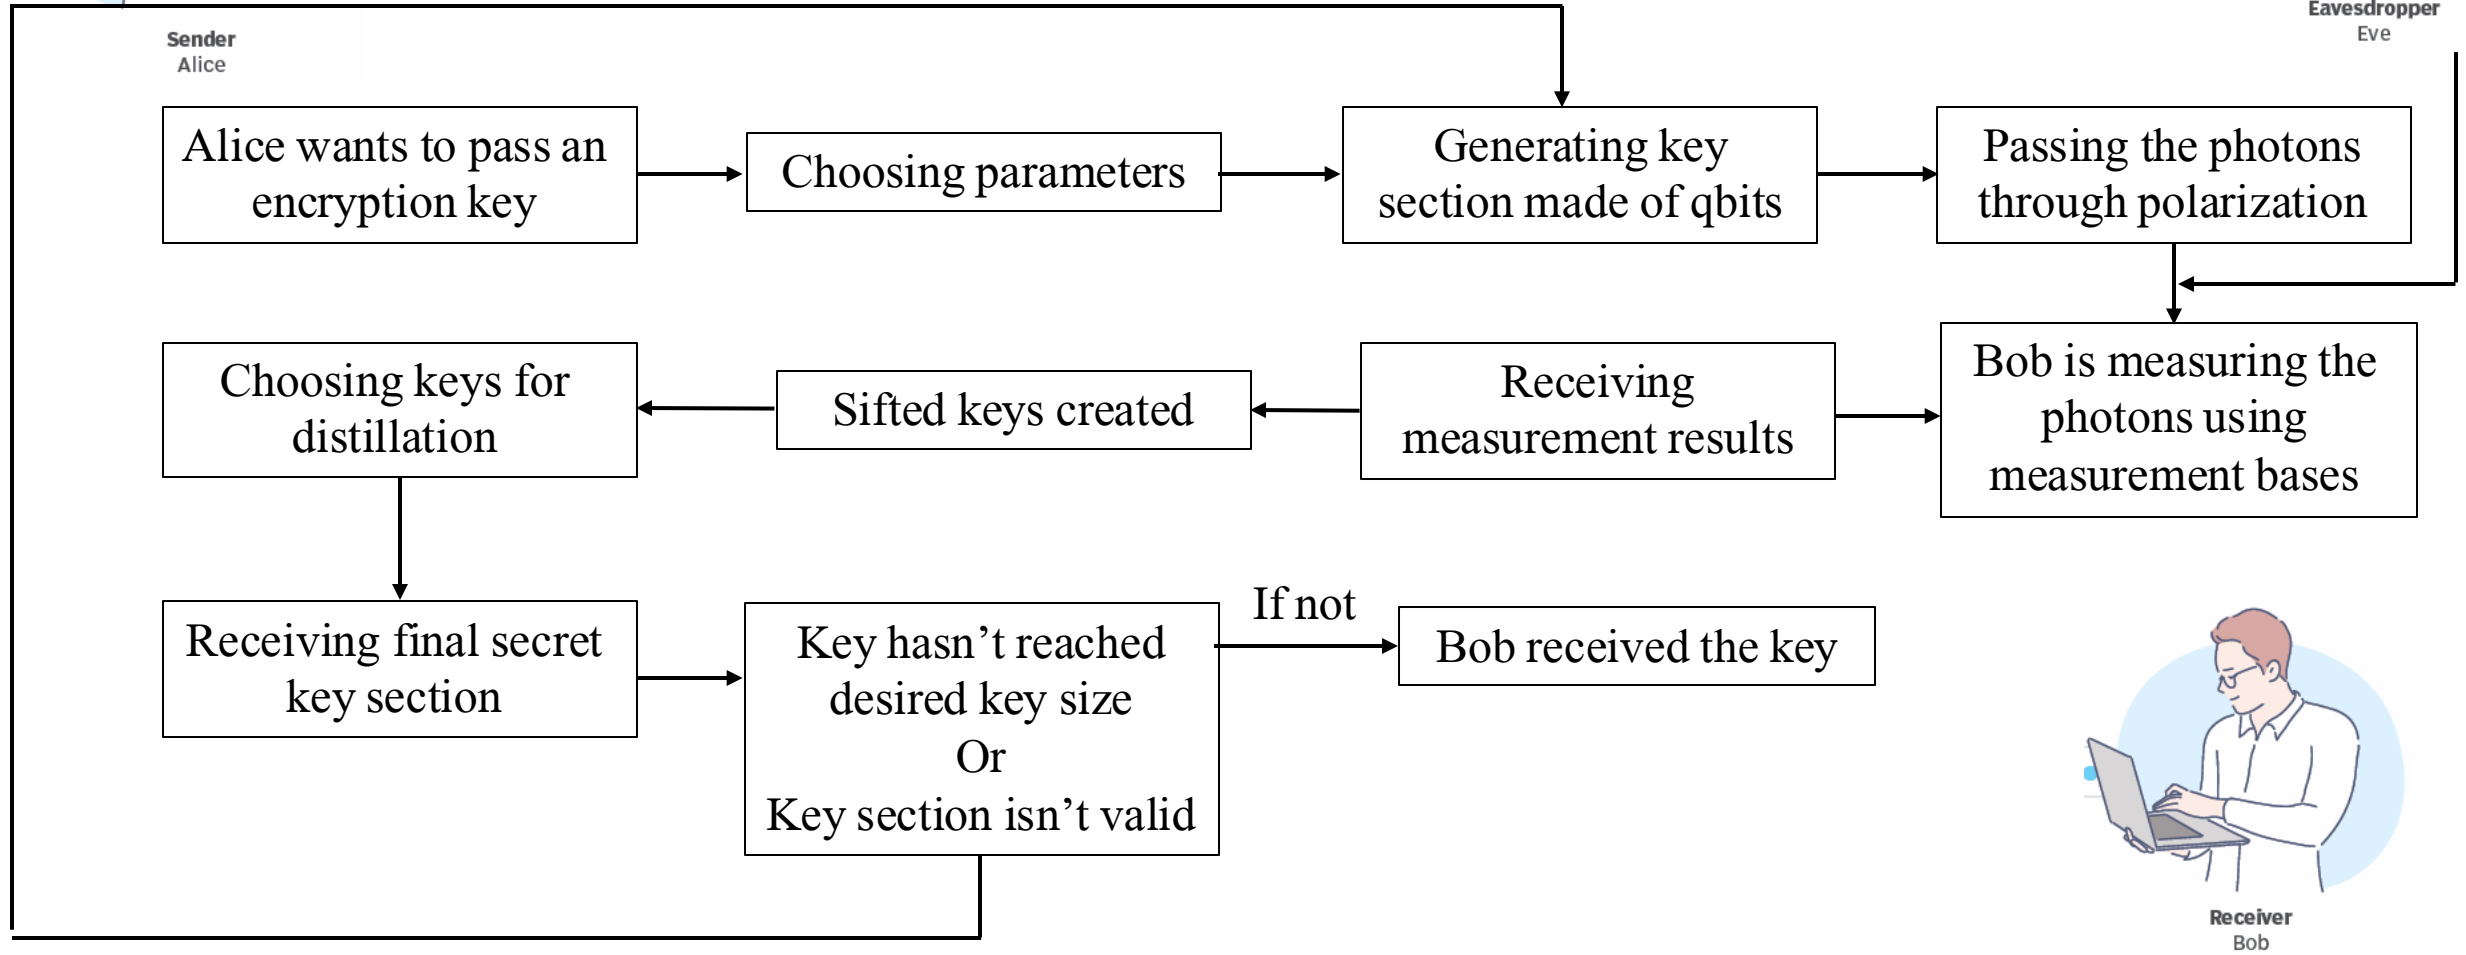 Sender
Alice
Eavesdropper
Eve
Alice wants to pass an
encryption key
Choosing parameters
Generating key
section made of qbits
Passing the photons
through polarization
Bob is measuring the
photons using
measurement bases
Receiving
measurement results
Sifted keys created
Choosing keys for
distillation
Receiving final secret
key section
Key hasn’t reached
desired key size
Or
Key section isn’t valid
If not
Bob received the key
Receiver
Bob